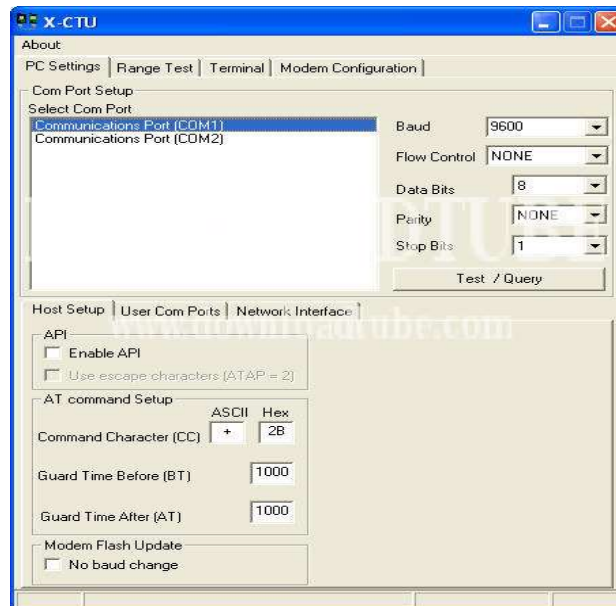 X-CTU
About
PC Settings Range Test Terminal Modem Configuration
Com Port Setup
Select Com Port
Communications Port (COM1)
Communications Port (COM2)
Baud 9600
Flow Control NONE
Data Bits 8
Parity NONE
Stop Bits 1
Test / Query
Host Setup User Com Ports Network Interface
www.downloadtube.com
API
Enable API
Use escape characters (ATAP = 2)
AT command Setup
ASCII Hex
Command Character (CC) + 2B
Guard Time Before (BT) 1000
Guard Time After (AT) 1000
Modem Flash Update
No baud change